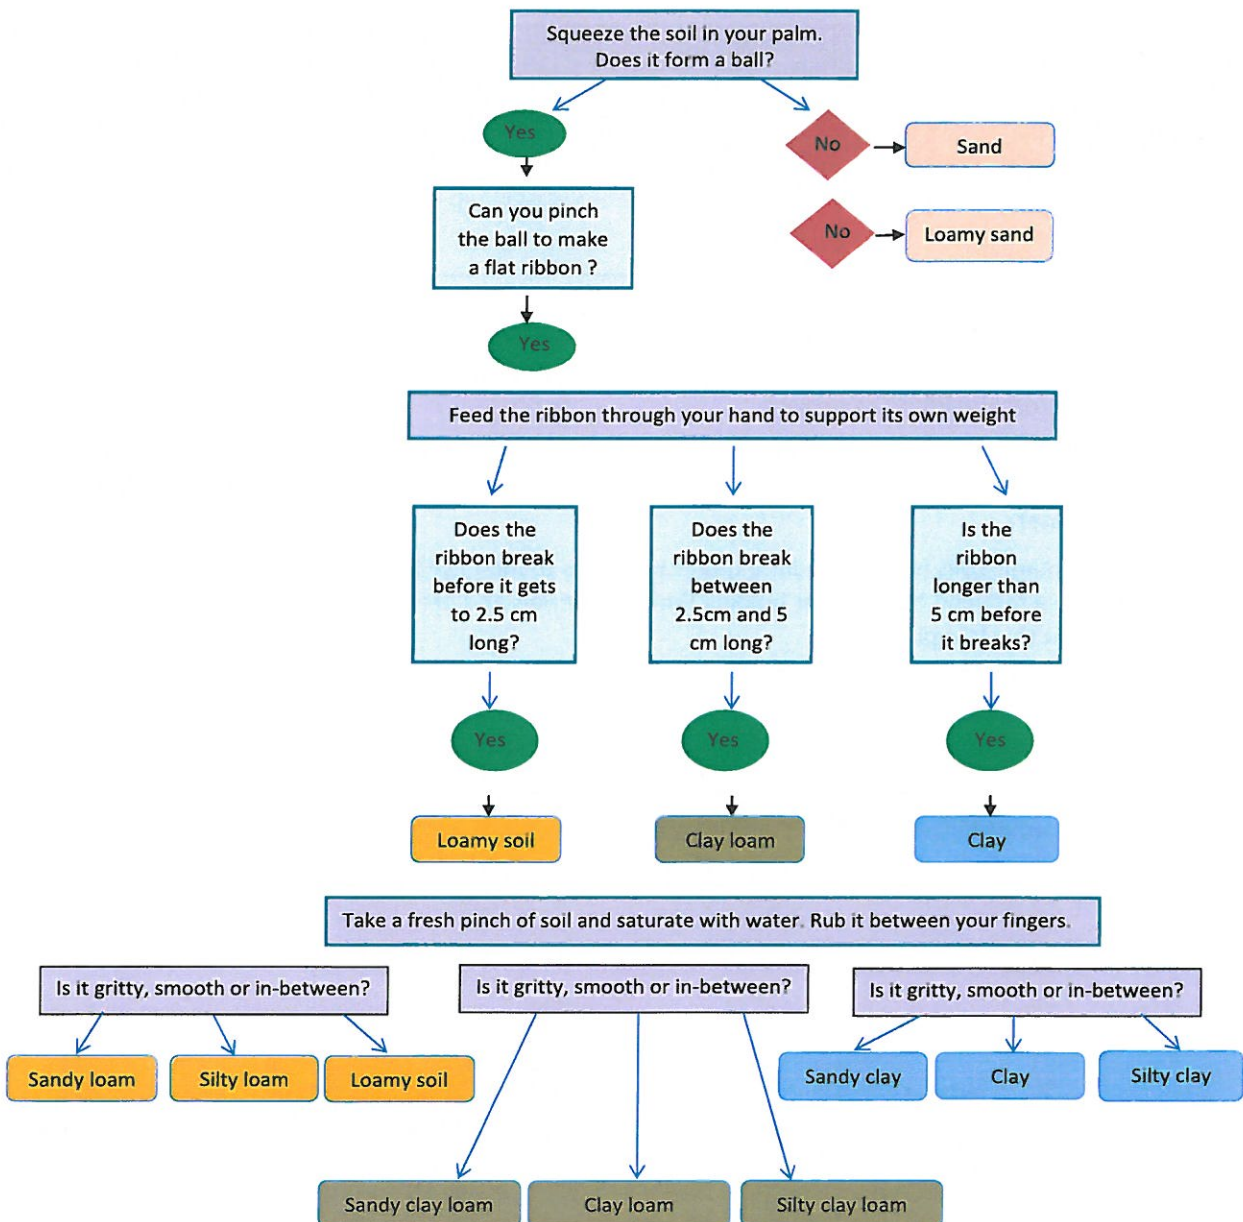 Squeeze the soil in your palm.
Does it form a ball?
Yes
No
Sand
Can you pinch
the ball to make
a flat ribbon ?
No
Loamy sand
Yes
Feed the ribbon through your hand to support its own weight
Does the
ribbon break
before it gets
to 2.5 cm
long?
Does the
ribbon break
between
2.5cm and 5
cm long?
Is the
ribbon
longer than
5 cm before
it breaks?
Yes
Yes
Yes
Loamy soil
Clay loam
Clay
Take a fresh pinch of soil and saturate with water. Rub it between your fingers.
Is it gritty, smooth or in-between?
Is it gritty, smooth or in-between?
Is it gritty, smooth or in-between?
Sandy loam
Silty loam
Loamy soil
Sandy clay
Clay
Silty clay
Sandy clay loam
Clay loam
Silty clay loam